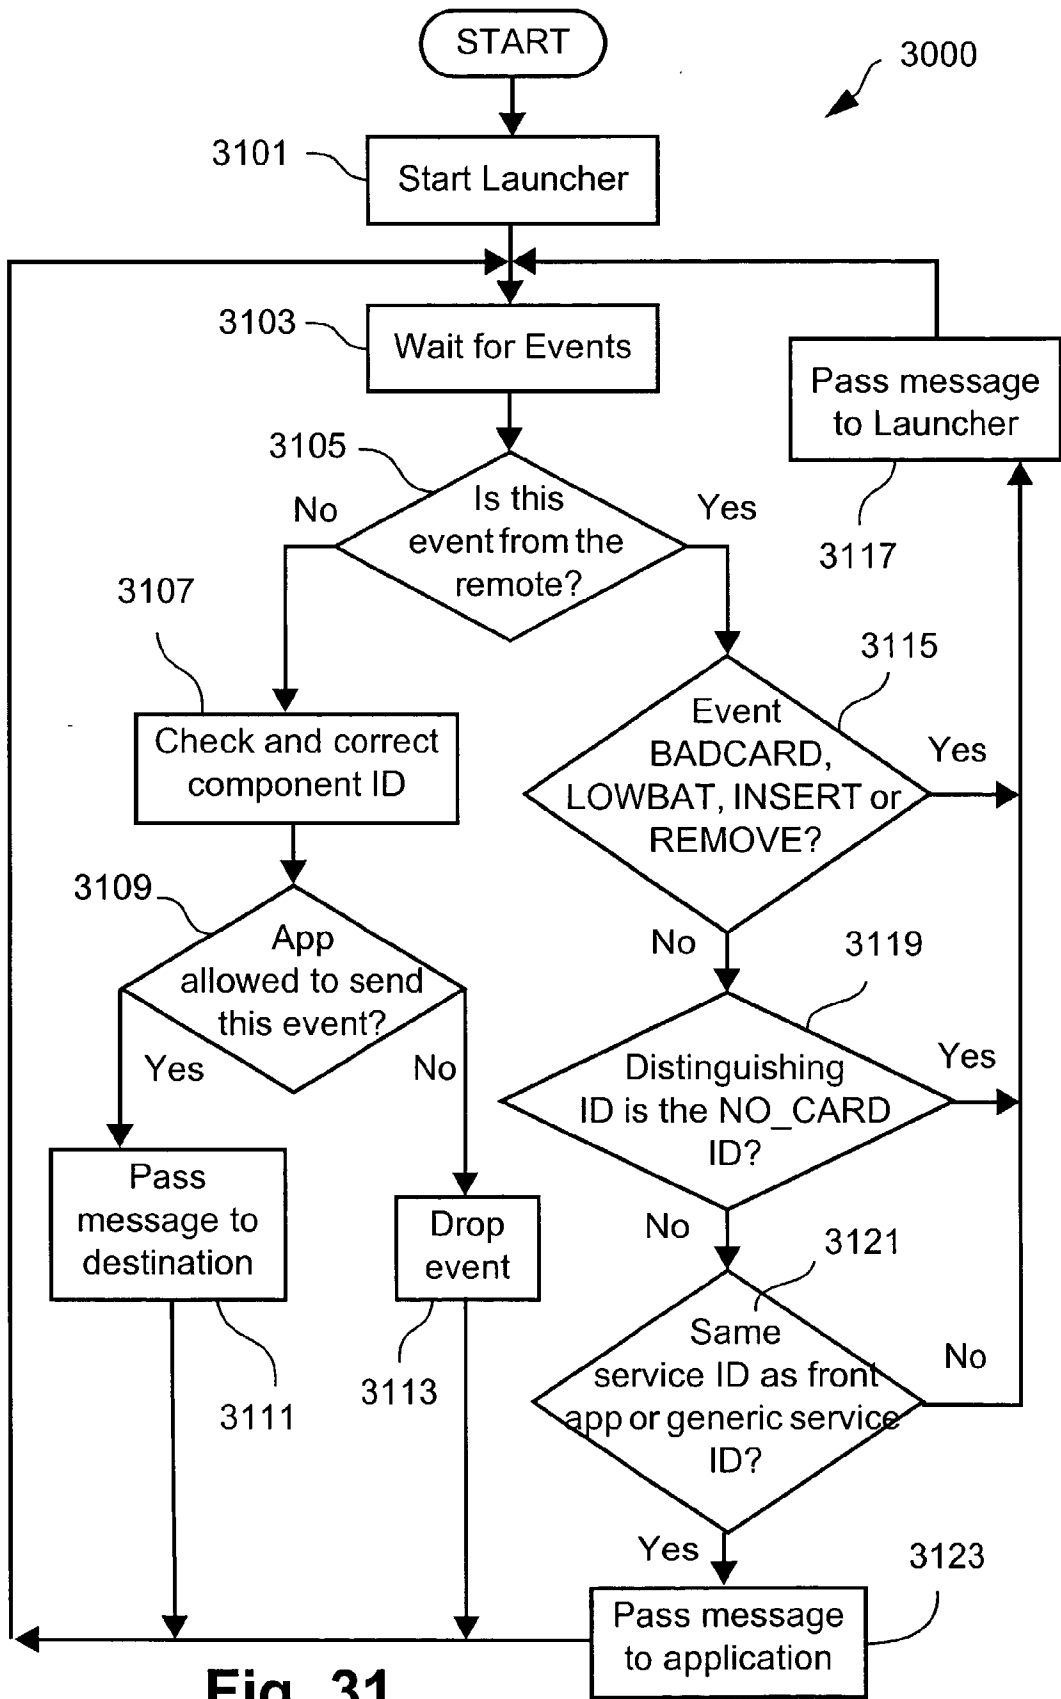 START
3000
3101
Start Launcher
3103
Wait for Events
Pass message
to Launcher
3117
3105
Is this
event from the
remote?
No
Yes
3107
Check and correct
component ID
3115
Event
BADCARD,
LOWBAT, INSERT or
REMOVE?
Yes
No
3109
App
allowed to send
this event?
Yes
No
3119
Distinguishing
ID is the NO_CARD
ID?
Yes
No
Pass
message to
destination
3111
Drop
event
3113
3121
Same
service ID as front
app or generic service
ID?
No
Yes
3123
Pass message
to application
Fig. 31